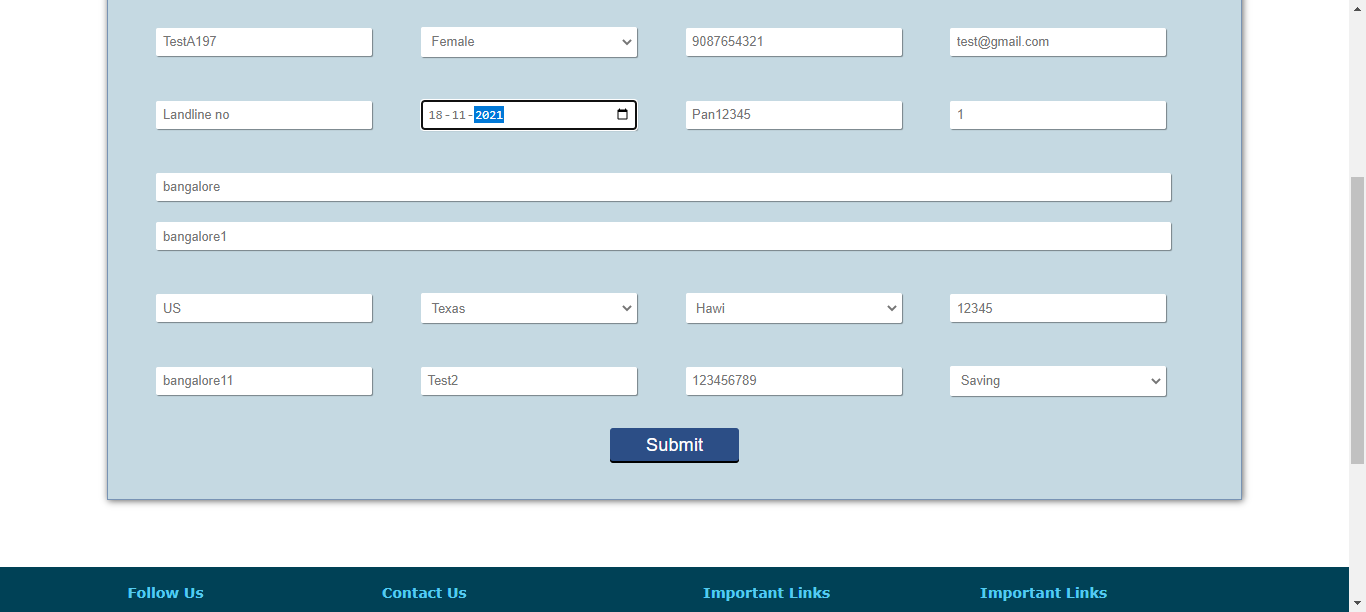 TestA197 Female 9087654321 test@gmail.com
Landline no 18-11-2021 Pan12345 1
bangalore
bangalore1
US Texas Hawi 12345
bangalore11 Test2 123456789 Saving
Submit
Follow Us Contact Us Important Links Important Links